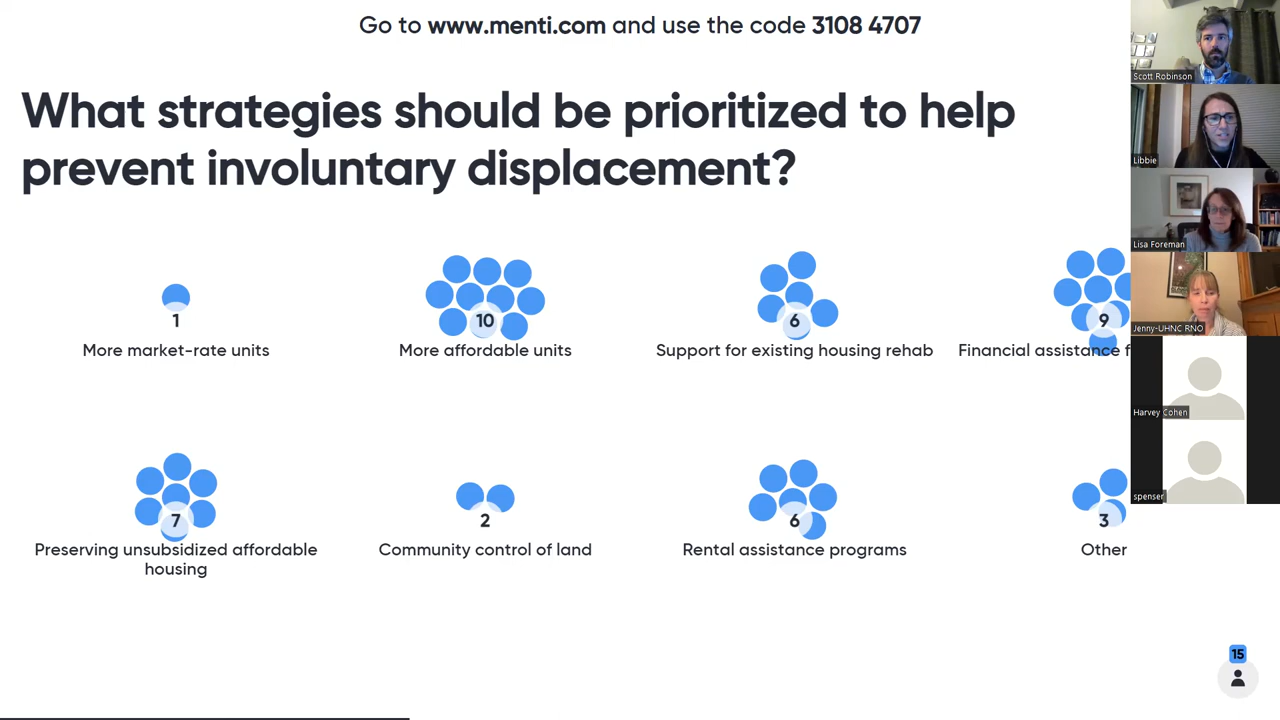 Go to www.menti.com and use the code 3108 4707
What strategies should be prioritized to help
prevent involuntary displacement?
1
More market-rate units
10
More affordable units
6
Support for existing housing rehab
9
Financial assistance f
7
Preserving unsubsidized affordable
housing
2
Community control of land
6
Rental assistance programs
3
Other
Scott Robinson
Libbie
Lisa Foreman
Jenny-UHNC RNO
Harvey Cohen
spenser
15